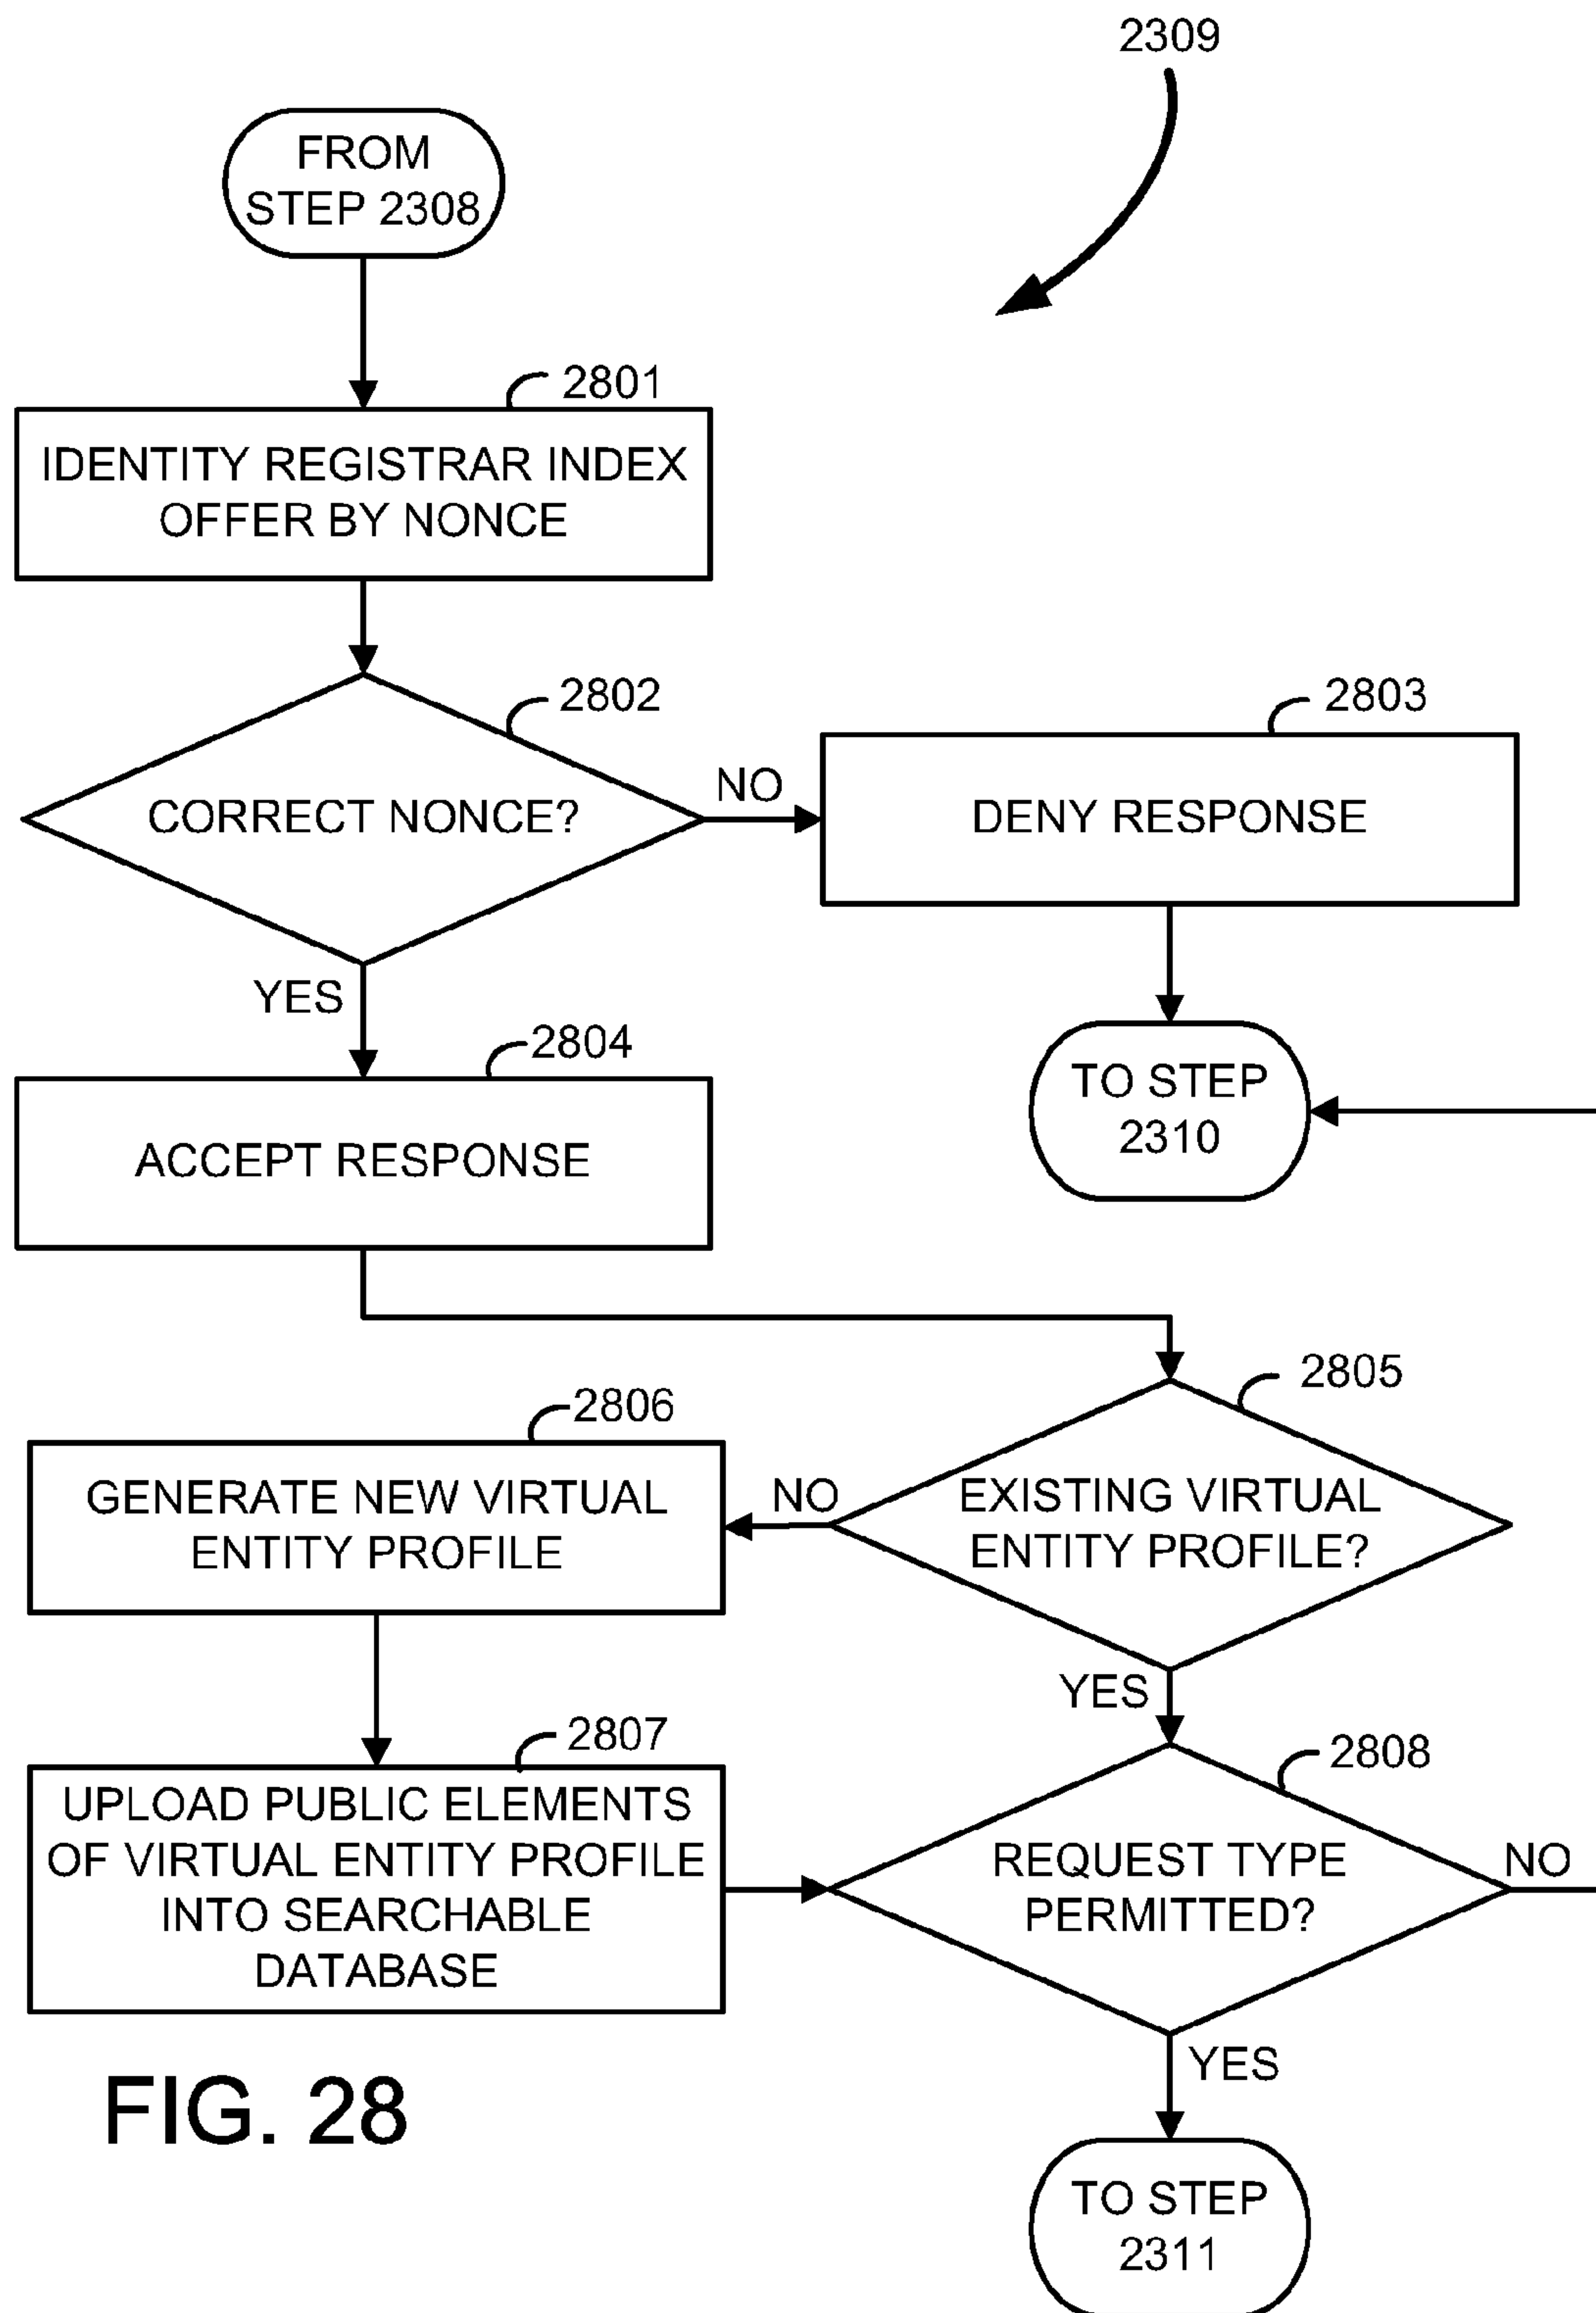 2309
FROM
STEP 2308
2801
IDENTITY REGISTRAR INDEX
OFFER BY NONCE
2802
CORRECT NONCE?
NO
2803
DENY RESPONSE
YES
2804
ACCEPT RESPONSE
TO STEP
2310
2805
EXISTING VIRTUAL
ENTITY PROFILE?
NO
2806
GENERATE NEW VIRTUAL
ENTITY PROFILE
YES
2807
UPLOAD PUBLIC ELEMENTS
OF VIRTUAL ENTITY PROFILE
INTO SEARCHABLE
DATABASE
2808
REQUEST TYPE
PERMITTED?
NO
YES
TO STEP
2311
FIG. 28